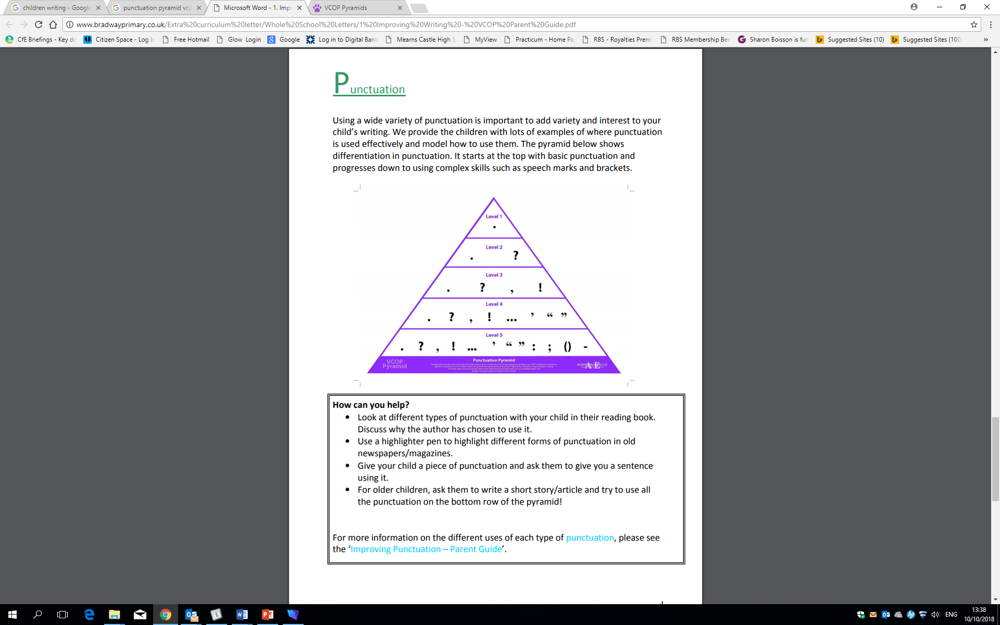 children writing - Google
punctuation pyramid vco
Microsoft Word - 1. Impr
VCOP Pyramids
www.bradwayprimary.co.uk/Extra%20curriculum%20letter/Whole%20School%20Letters/1%20Improving%20Writing%20-%20VCOP%20Parent%20Guide.pdf
CfE Briefings - Key do
Citizen Space - Log In
Free Hotmail
Glow Login
Google
Log in to Digital Bank
Mearns Castle High S
MyView
Practicum - Home Pa
RBS - Royalties Premi
RBS Membership Ben
Sharon Boisson is fun
Suggested Sites (10)
Suggested Sites (100
»
Punctuation
Using a wide variety of punctuation is important to add variety and interest to your
child’s writing. We provide the children with lots of examples of where punctuation
is used effectively and model how to use them. The pyramid below shows
differentiation in punctuation. It starts at the top with basic punctuation and
progresses down to using complex skills such as speech marks and brackets.
Level 1
.
Level 2
. ?
Level 3
. ? , !
Level 4
. ? , ! ... ’ “ ”
Level 5
. ? , ! ... ’ “ ” : ; () -
VCOP
Pyramid
Punctuation Pyramid
How can you help?
• Look at different types of punctuation with your child in their reading book.
Discuss why the author has chosen to use it.
• Use a highlighter pen to highlight different forms of punctuation in old
newspapers/magazines.
• Give your child a piece of punctuation and ask them to give you a sentence
using it.
• For older children, ask them to write a short story/article and try to use all
the punctuation on the bottom row of the pyramid!
For more information on the different uses of each type of punctuation, please see
the ‘Improving Punctuation – Parent Guide’.
ENG
13:38
10/10/2018